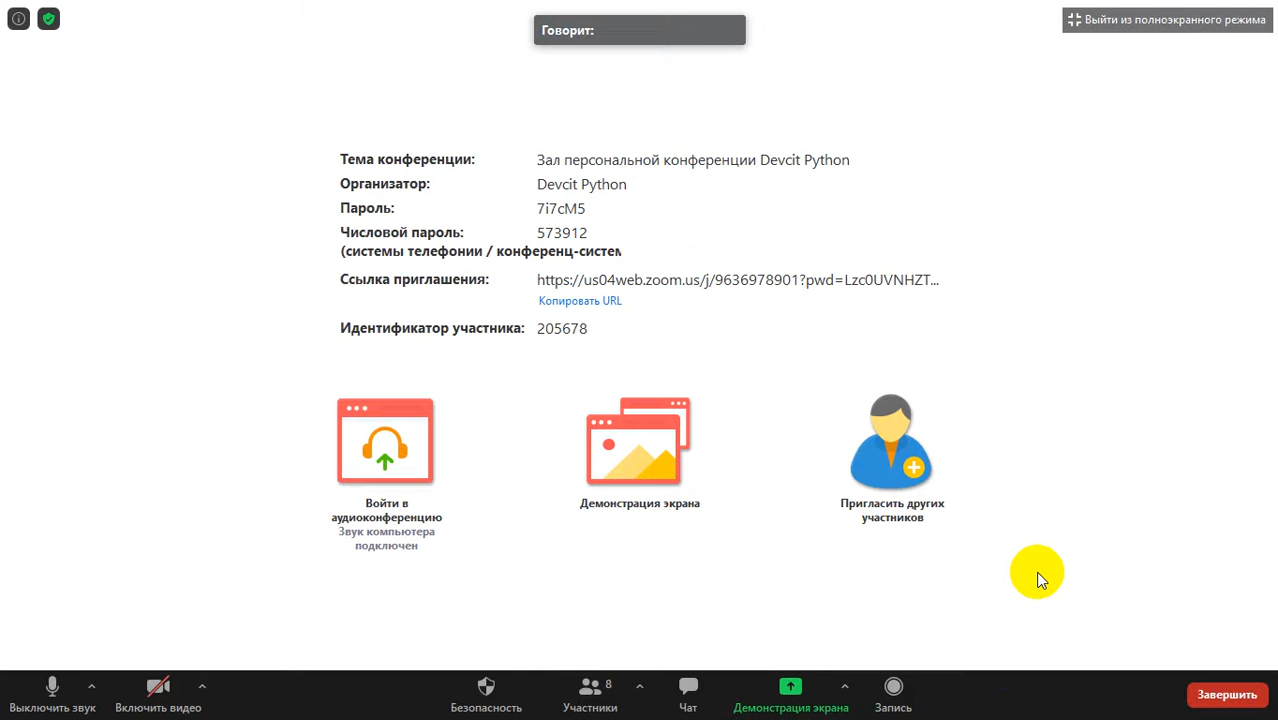 Говорит:
Выйти из полноэкранного режима
Тема конференции: Зал персональной конференции Devcit Python
Организатор: Devcit Python
Пароль: 7i7cM5
Числовой пароль: 573912
(системы телефонии / конференц-систем
Ссылка приглашения: https://us04web.zoom.us/j/9636978901?pwd=Lzc0UVNHZT...
Копировать URL
Идентификатор участника: 205678
Войти в
аудиоконференцию
Звук компьютера
подключен
Демонстрация экрана
Пригласить других
участников
Выключить звук
Включить видео
Безопасность
8
Участники
Чат
Демонстрация экрана
Запись
Завершить